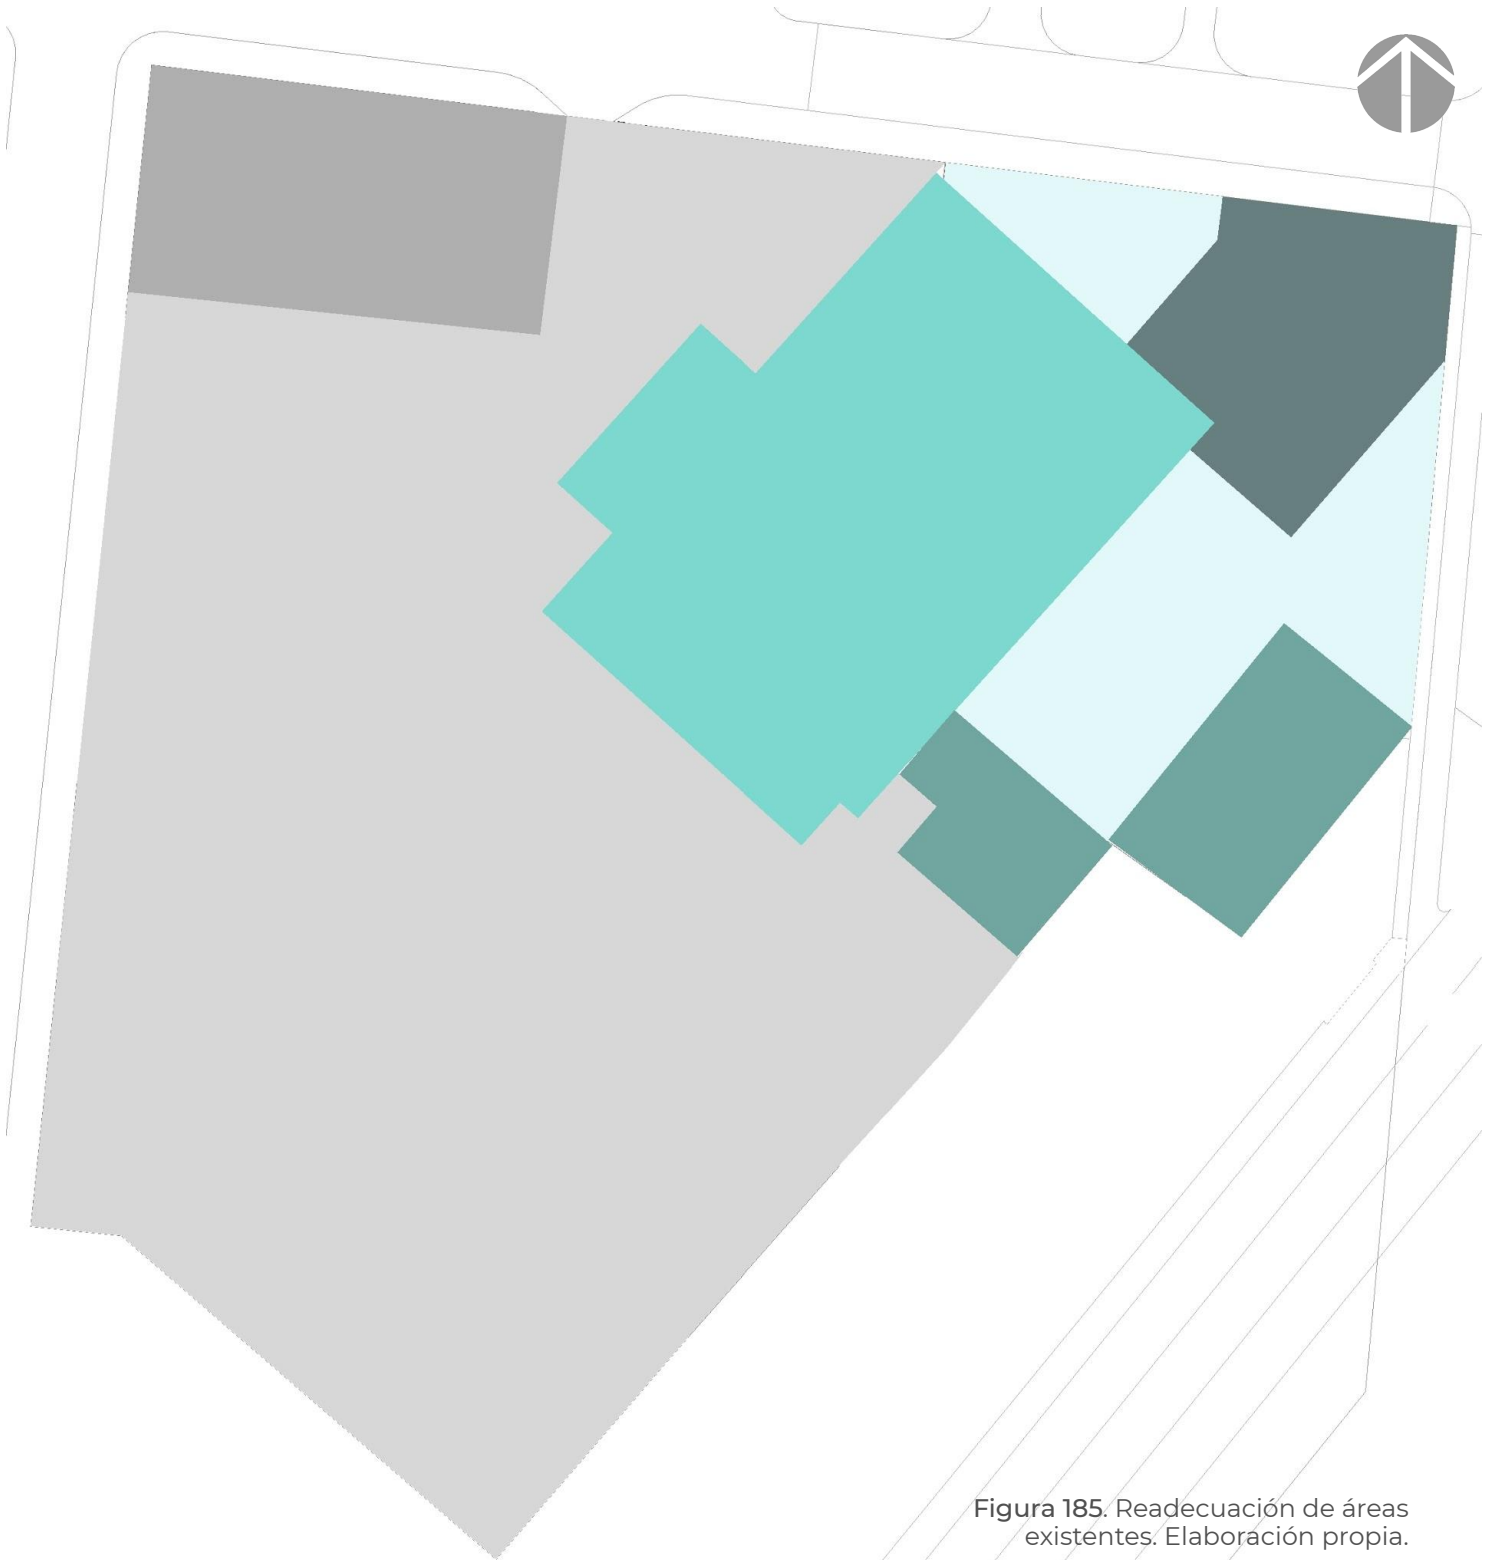 Figura 185. Readecuación de áreas
existentes. Elaboración propia.